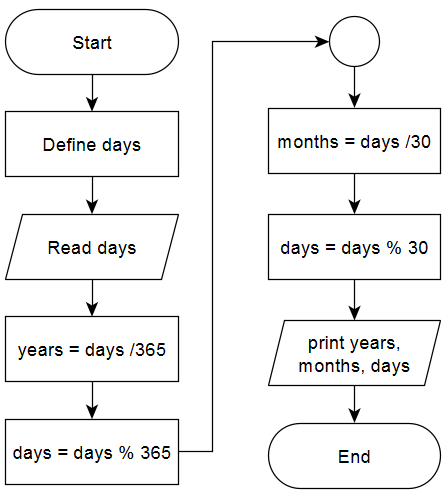 Start
Define days
Read days
years = days /365
days = days % 365
months = days /30
days = days % 30
print years,
months, days
End